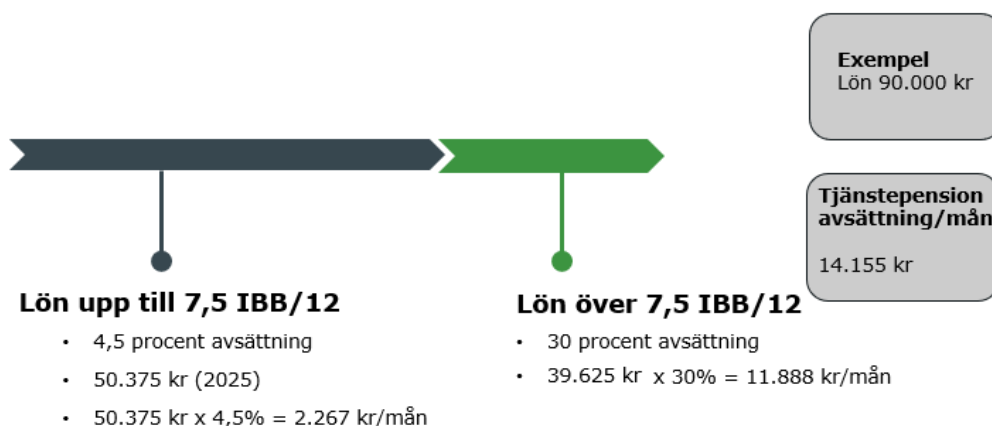 Exempel
Lön 90.000 kr
Tjänstepension
avsättning/mån
14.155 kr
Lön upp till 7,5 IBB/12
• 4,5 procent avsättning
• 50.375 kr (2025)
• 50.375 kr x 4,5% = 2.267 kr/mån
Lön över 7,5 IBB/12
• 30 procent avsättning
• 39.625 kr x 30% = 11.888 kr/mån